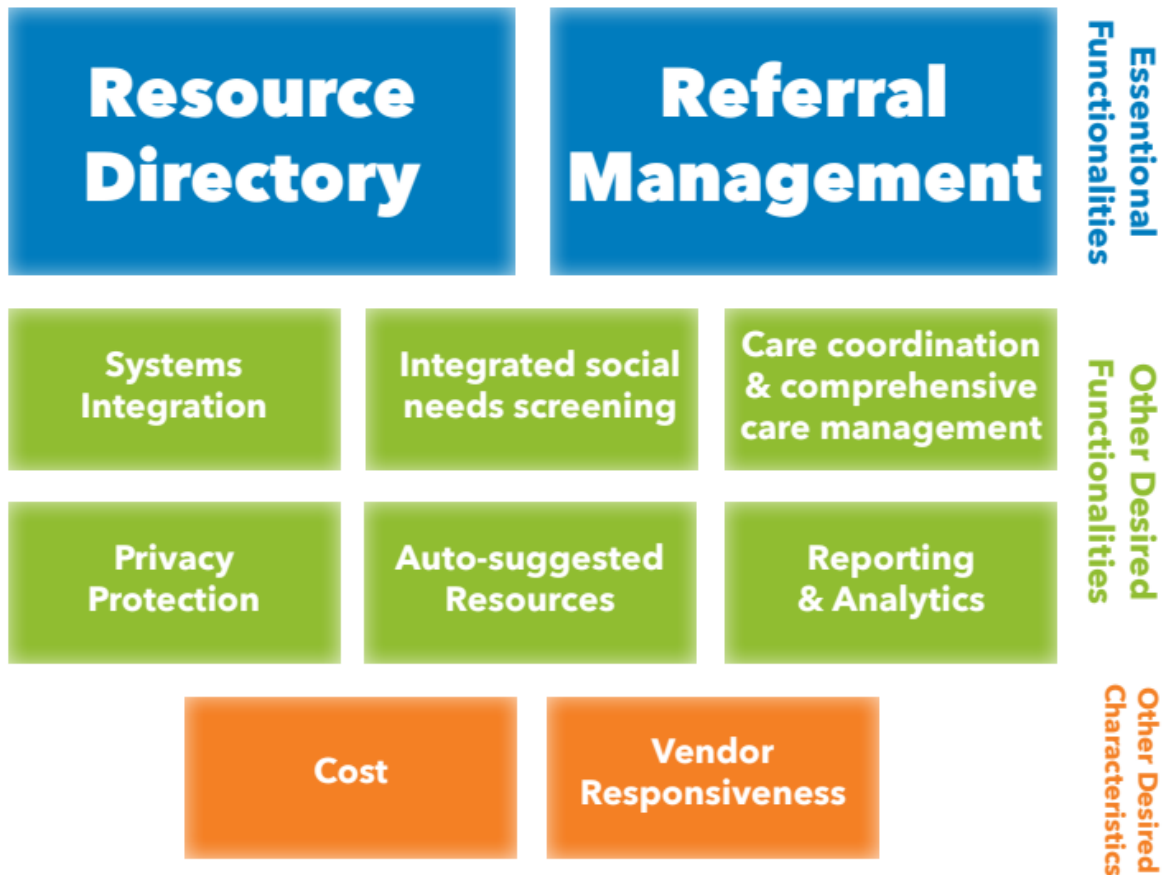 Resource
Directory
Referral
Management
Essentional
Functionalities
Systems
Integration
Integrated social
needs screening
Care coordination
& comprehensive
care management
Other Desired
Functionalities
Privacy
Protection
Auto-suggested
Resources
Reporting
& Analytics
Cost
Vendor
Responsiveness
Other Desired
Characteristics